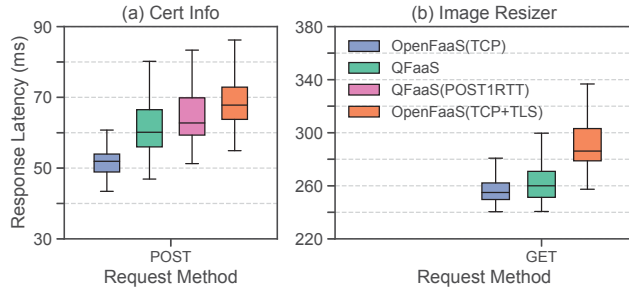 (a) Cert Info
Response Latency (ms)
90
70
50
30
POST
Request Method
(b) Image Resizer
380
340
300
260
220
OpenFaaS(TCP)
QFaaS
QFaaS(POST1RTT)
OpenFaaS(TCP+TLS)
GET
Request Method